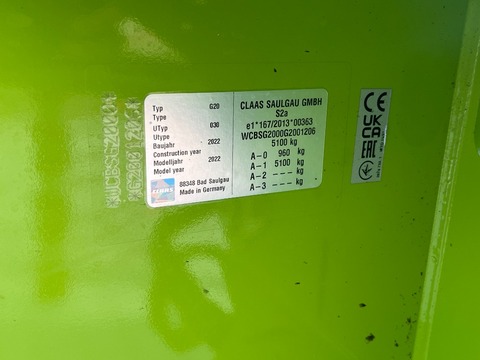 Typ G20
Type
UTyp 030
Utype
Baujahr 2022
Construction year
Modelljahr 2022
Model year
CLAAS
88348 Bad Saulgau
Made in Germany
CLAAS SAULGAU GMBH
S2a
e1*167/2013*00363
WCBSG2000G2001206
5100 kg
A-0 960 kg
A-1 5100 kg
A-2 --- kg
A-3 --- kg
CE
UK
CA
EAC